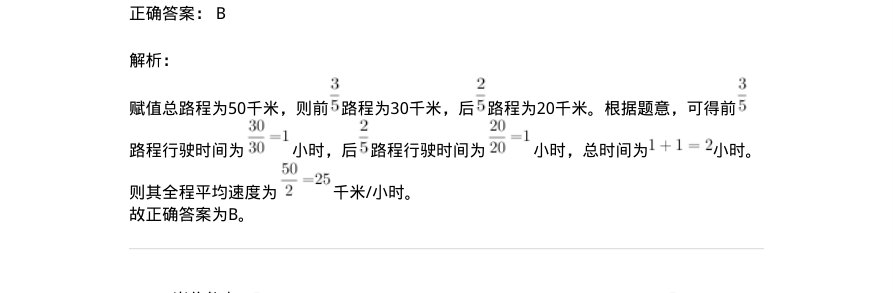 正确答案： B
解析：
赋值总路程为50千米，则前3/5路程为30千米，后2/5路程为20千米。根据题意，可得前3/5
路程行驶时间为30/30=1小时，后2/5路程行驶时间为20/20=1小时，总时间为1+1=2小时。
则其全程平均速度为50/2=25千米/小时。
故正确答案为B。